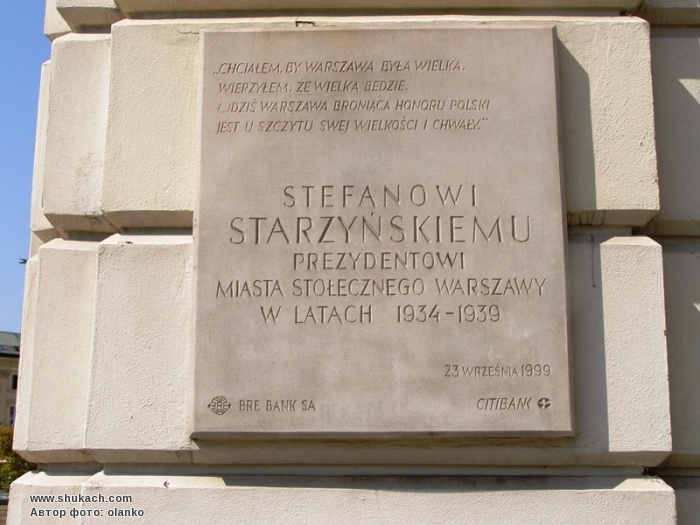 „CHCIAŁEM, BY WARSZAWA BYŁA WIELKA.
WIERZYŁEM, ŻE WIELKA BĘDZIE.
I DZIŚ WARSZAWA BRONIĄCA HONORU POLSKI
JEST U SZCZYTU SWEJ WIELKOŚCI I CHWAŁY.”
STEFANOWI
STARZYŃSKIEMU
PREZYDENTOWI
MIASTA STOŁECZNEGO WARSZAWY
W LATACH 1934-1939
23 WRZEŚNIA 1999
BRE BANK SA
CITIBANK
www.shukach.com
Автор фото: olanko